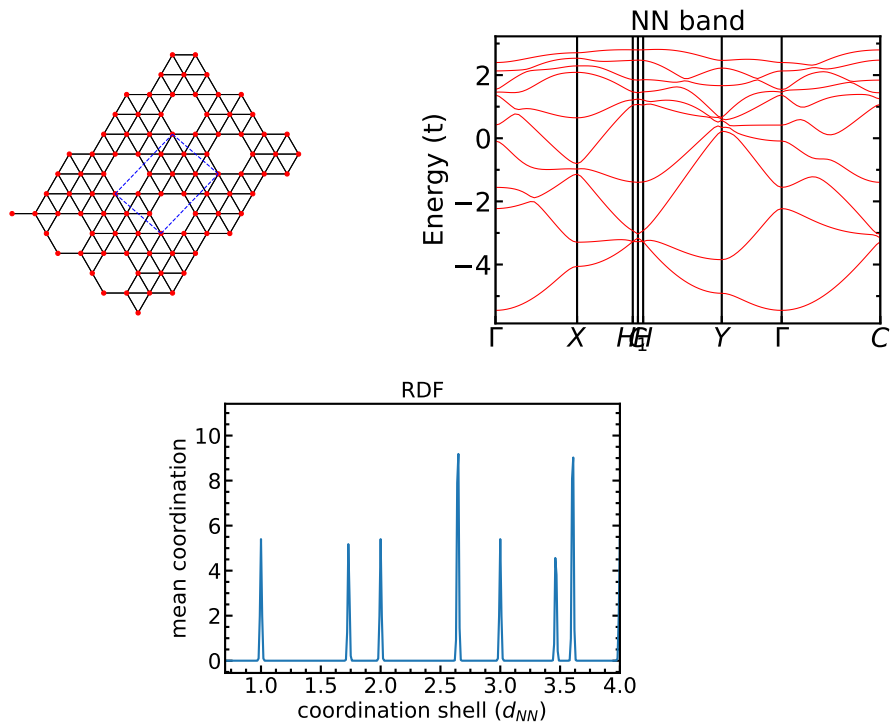 NN band
Energy (t)
2
0
−2
−4
Γ
X
Y
Γ
C
RDF
mean coordination
10
8
6
4
2
0
1.0 1.5 2.0 2.5 3.0 3.5 4.0
coordination shell (d_NN)